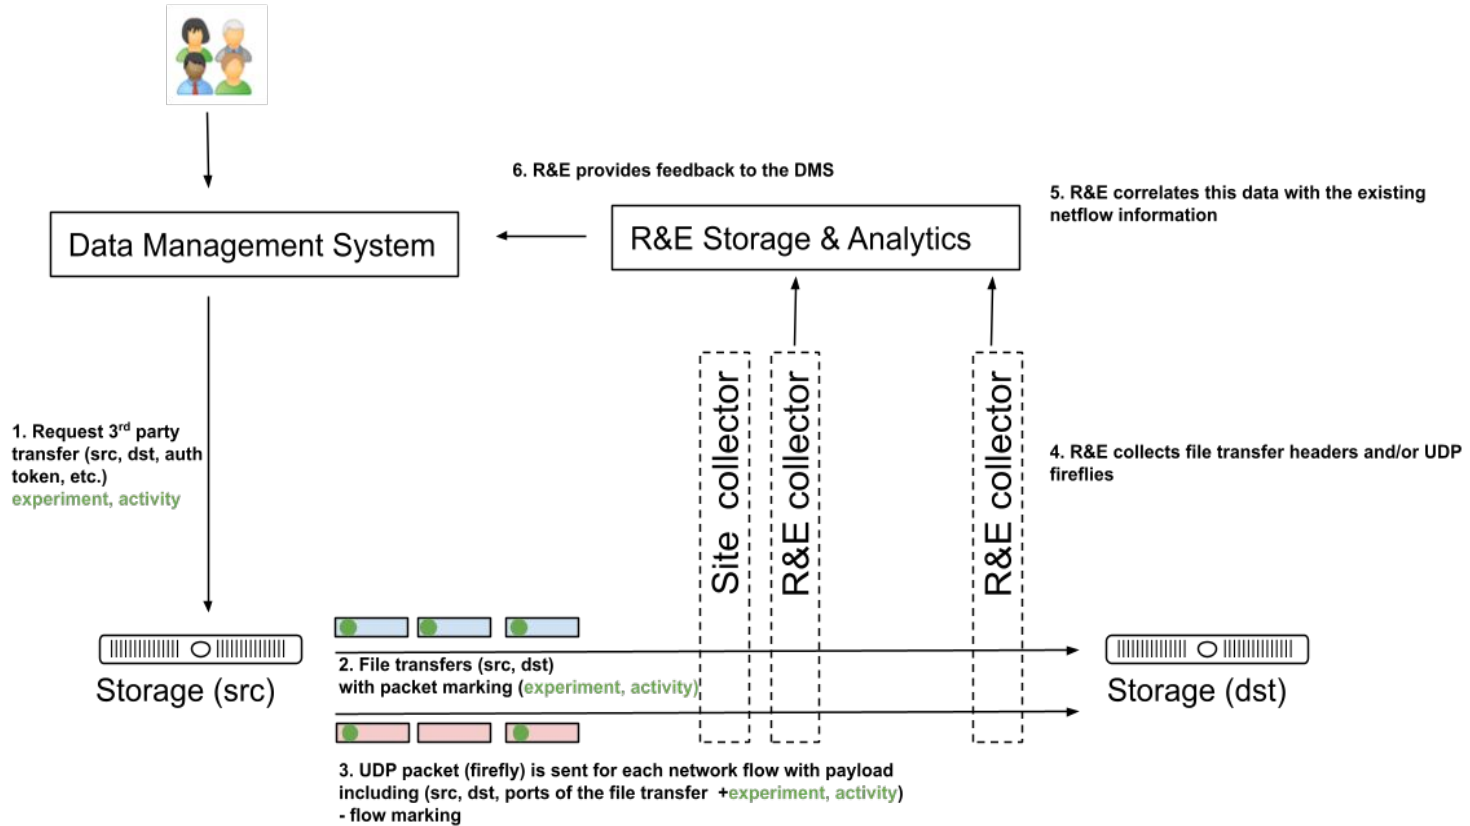 6. R&E provides feedback to the DMS
5. R&E correlates this data with the existing
netflow information
Data Management System
R&E Storage & Analytics
1. Request 3rd party
transfer (src, dst, auth
token, etc.)
experiment, activity
Site collector
R&E collector
R&E collector
4. R&E collects file transfer headers and/or UDP
fireflies
Storage (src)
2. File transfers (src, dst)
with packet marking (experiment, activity)
Storage (dst)
3. UDP packet (firefly) is sent for each network flow with payload
including (src, dst, ports of the file transfer +experiment, activity)
- flow marking